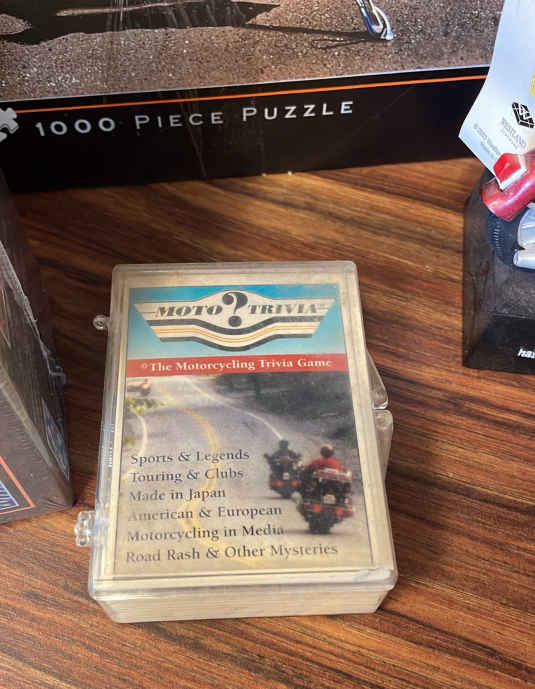 1000 PIECE PUZZLE
WESTLAND
MOTO ? TRIVIA
The Motorcycling Trivia Game
Sports & Legends
Touring & Clubs
Made in Japan
American & European
Motorcycling in Media
Road Rash & Other Mysteries